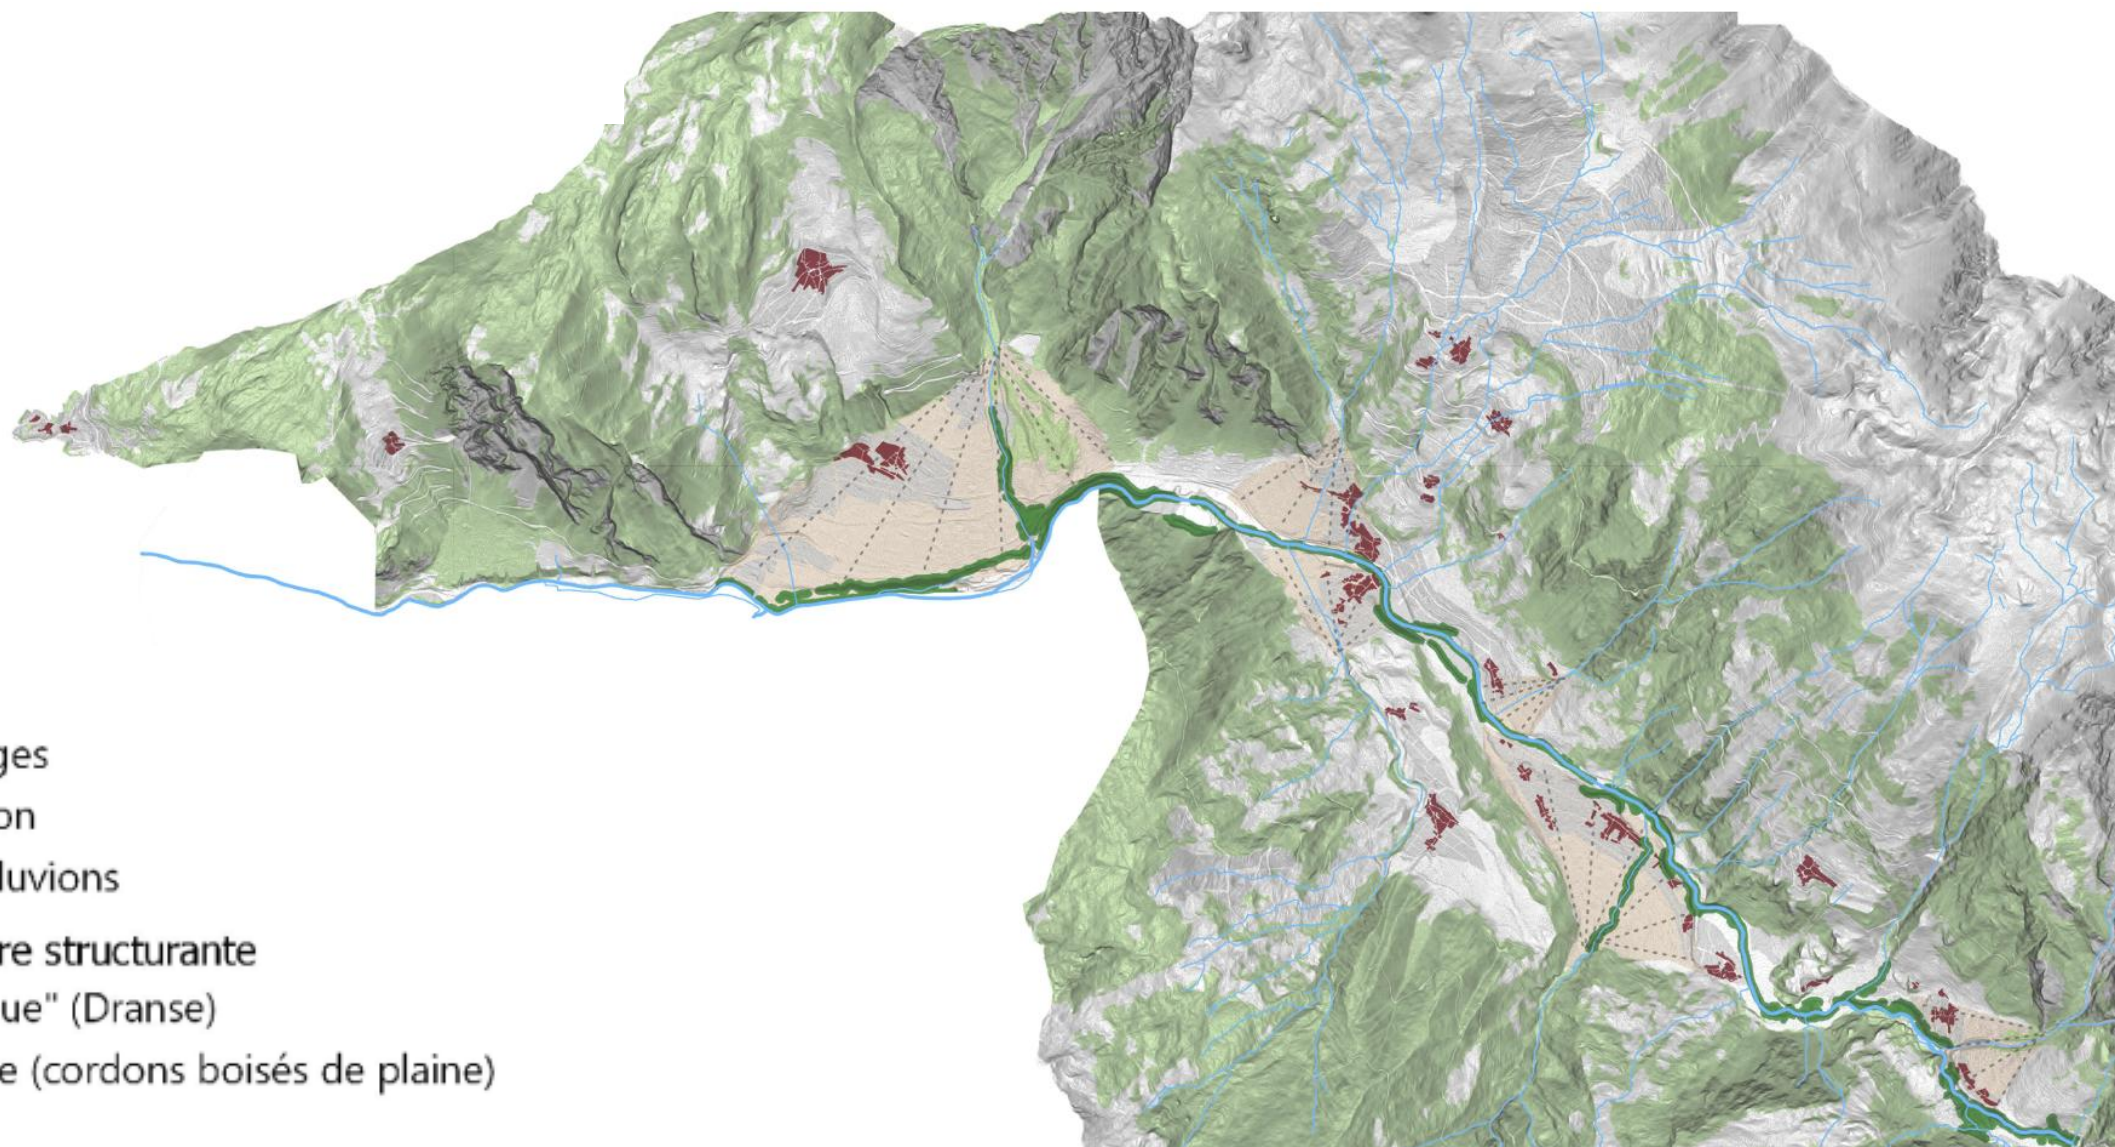 ges
on
luvions
re structurante
ue" (Dranse)
e (cordons boisés de plaine)